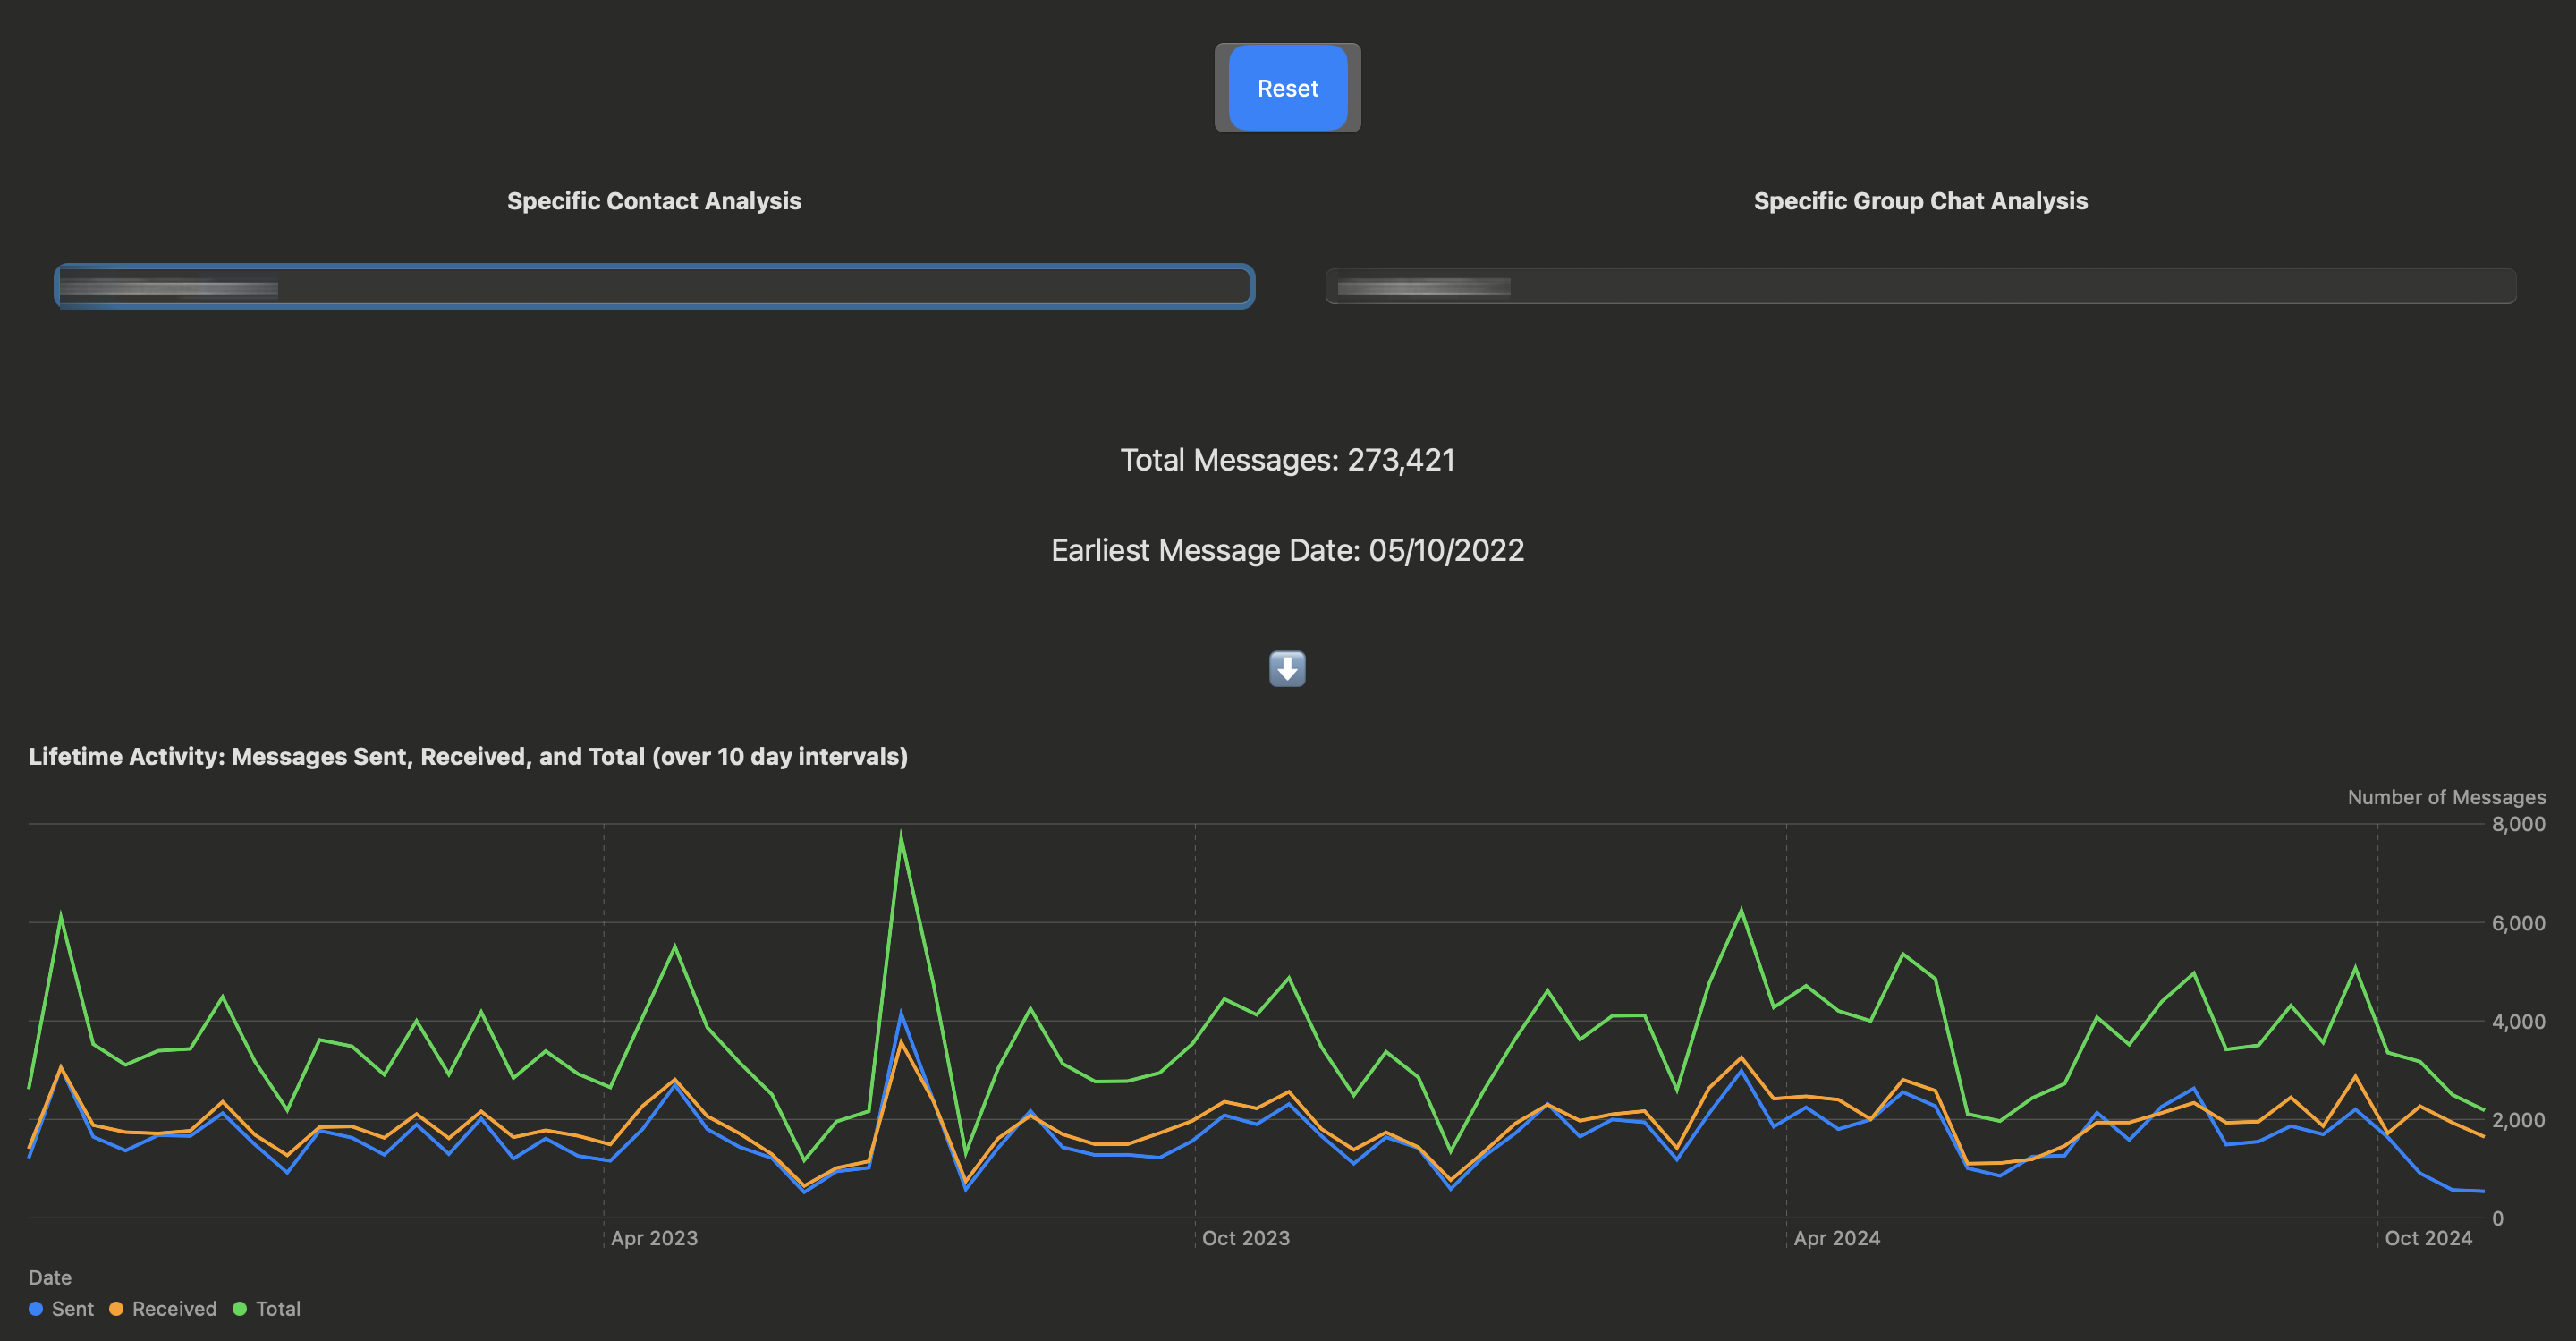 Reset
Specific Contact Analysis
Specific Group Chat Analysis
Total Messages: 273,421
Earliest Message Date: 05/10/2022
Lifetime Activity: Messages Sent, Received, and Total (over 10 day intervals)
Number of Messages
8,000
6,000
4,000
2,000
0
Apr 2023
Oct 2023
Apr 2024
Oct 2024
Date
Sent
Received
Total